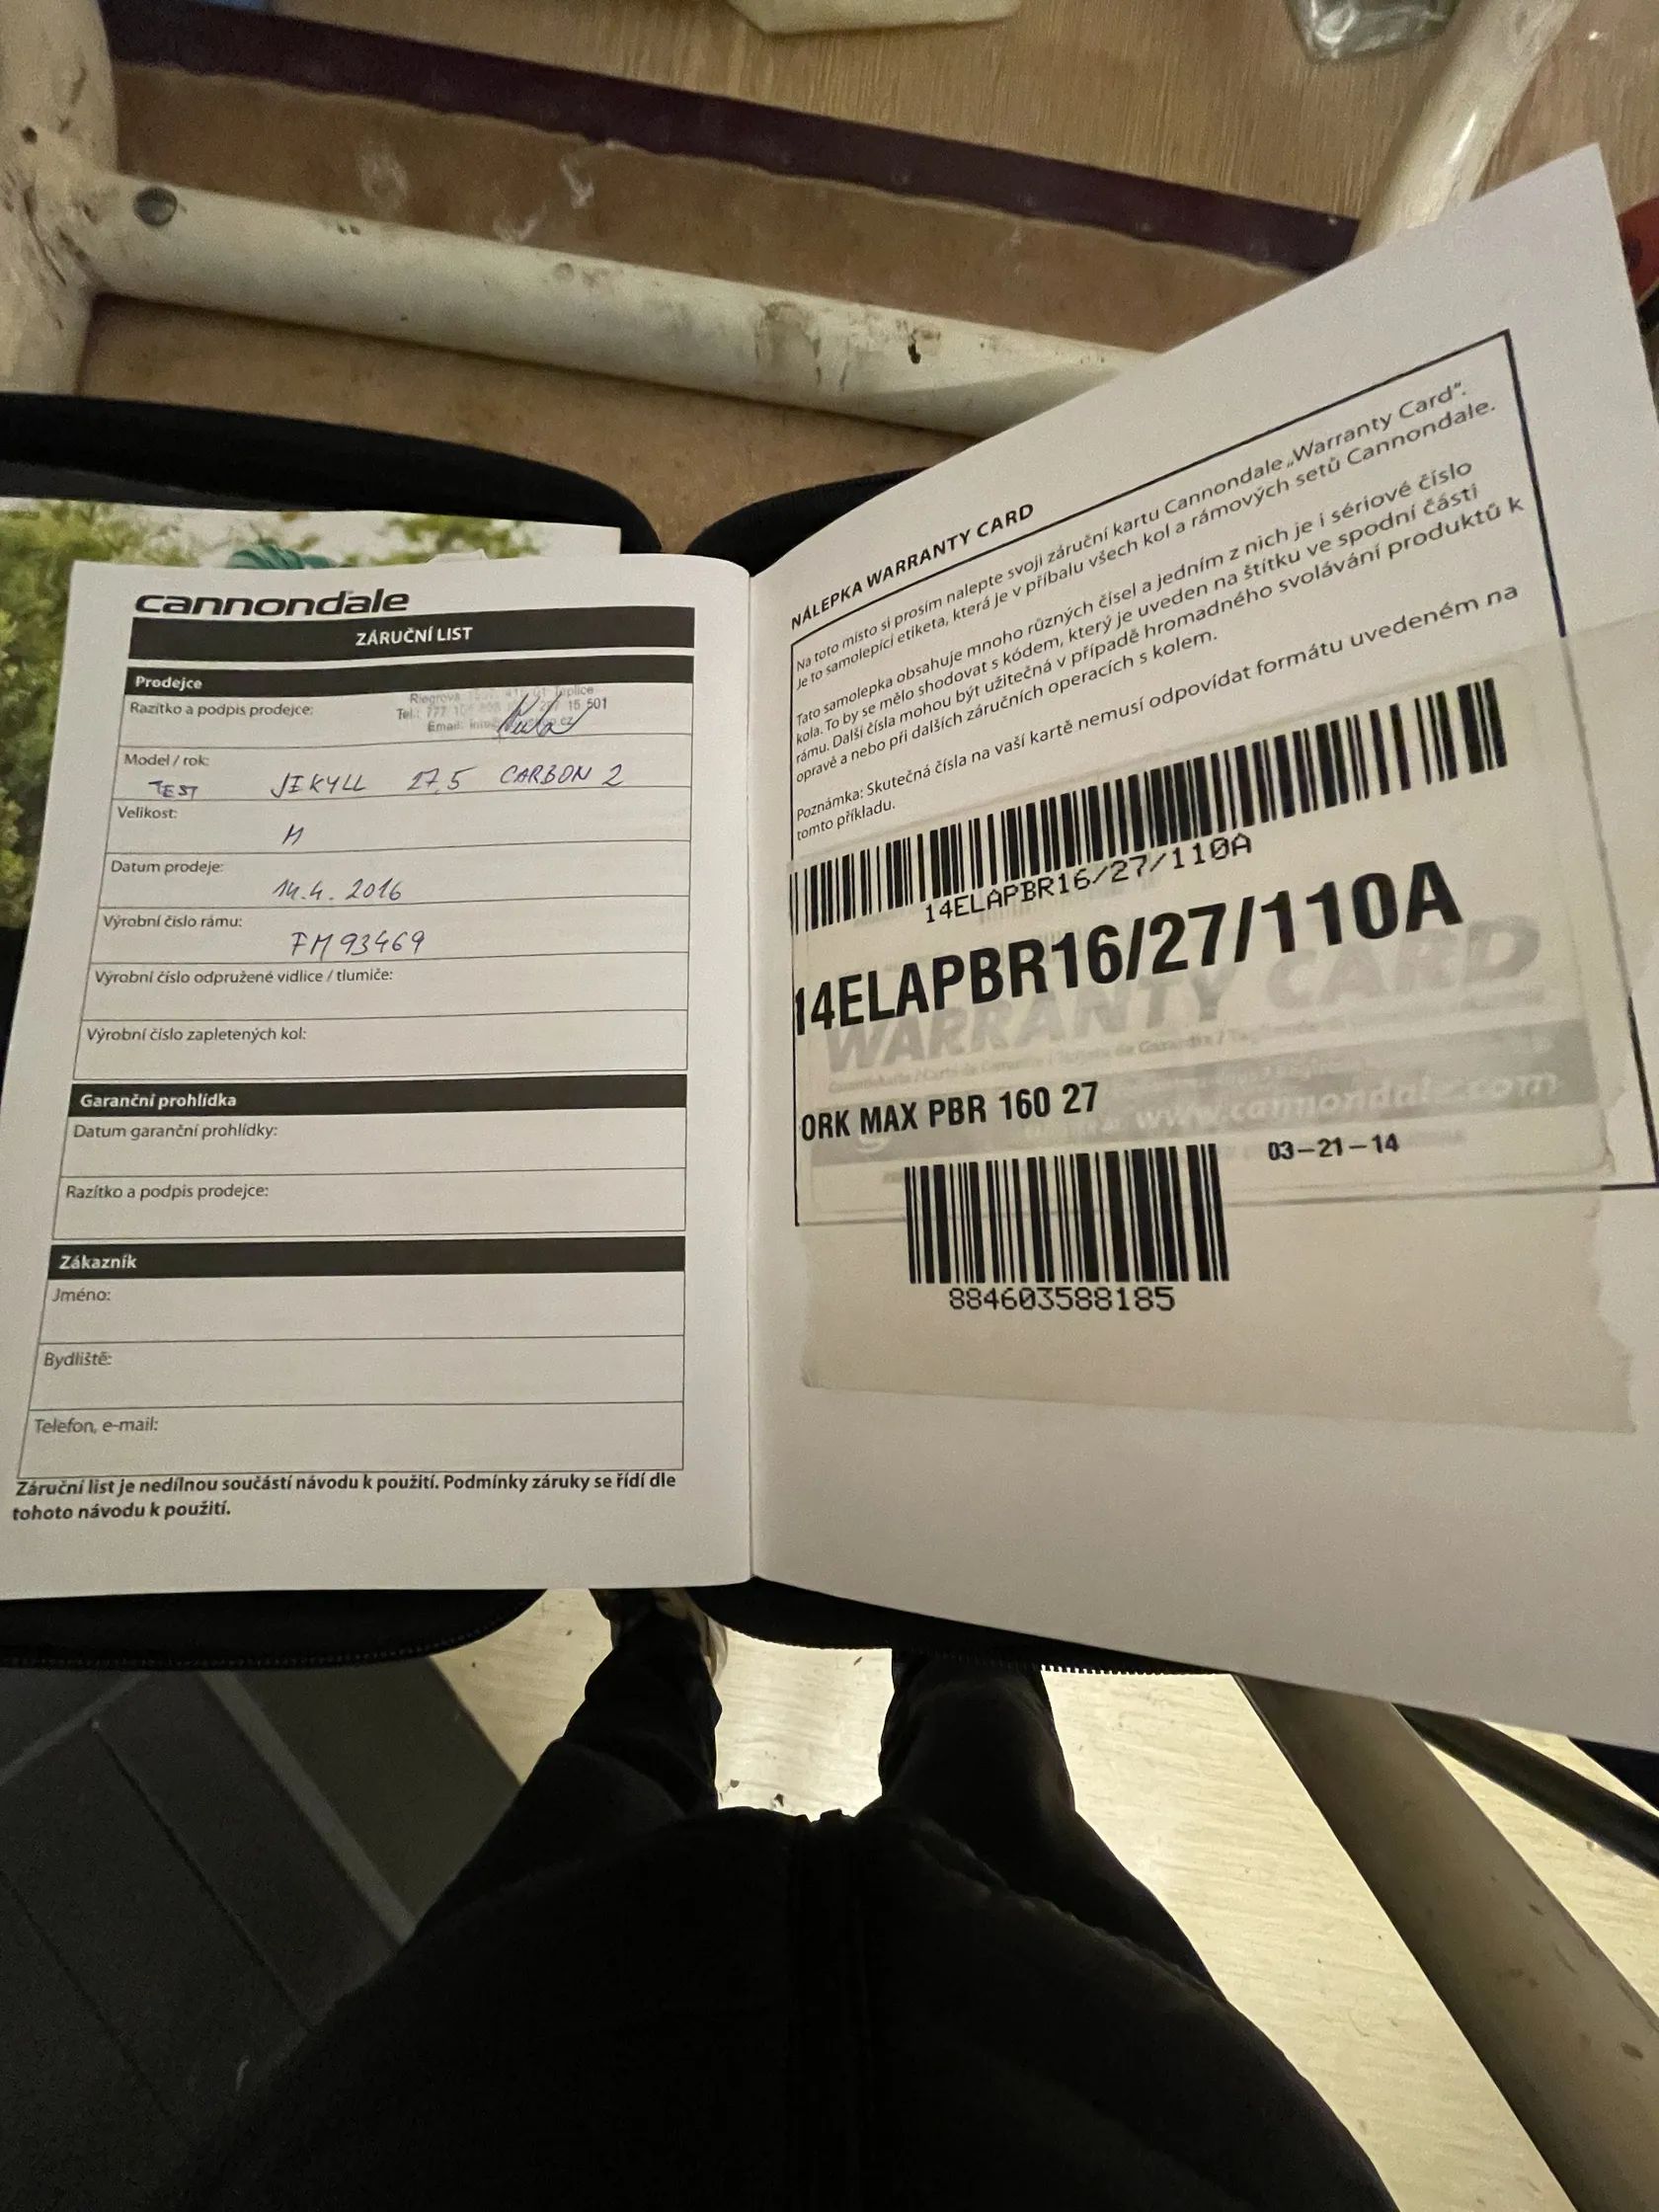 cannondale
ZÁRUČNÍ LIST
Prodejce
Razítko a podpis prodejce:
Riegrova Teplice
Tel.: 777 15 501
Email:
Model / rok:
TEST JEKYLL 27,5 CARBON 2
Velikost:
M
Datum prodeje:
14.4. 2016
Výrobní číslo rámu:
FM93469
Výrobní číslo odpružené vidlice / tlumiče:
Výrobní číslo zapletených kol:
Garanční prohlídka
Datum garanční prohlídky:
Razítko a podpis prodejce:
Zákazník
Jméno:
Bydliště:
Telefon, e-mail:
Záruční list je nedílnou součástí návodu k použití. Podmínky záruky se řídí dle
tohoto návodu k použití.
NÁLEPKA WARRANTY CARD
Na toto místo si prosím nalepte svoji záruční kartu Cannondale „Warranty Card“.
Je to samolepící etiketa, která je v příbalu všech kol a rámových setů Cannondale.
Tato samolepka obsahuje mnoho různých čísel a jedním z nich je i sériové číslo
kola. To by se mělo shodovat s kódem, který je uveden na štítku ve spodní části
rámu. Další čísla mohou být užitečná v případě hromadného svolávání produktů k
opravě a nebo při dalších záručních operacích s kolem.
Poznámka: Skutečná čísla na vaší kartě nemusí odpovídat formátu uvedeném na
tomto příkladu.
14ELAPBR16/27/110A
14ELAPBR16/27/110A
WARRANTY CARD
ORK MAX PBR 160 27
www.cannondale.com
03-21-14
884603588185